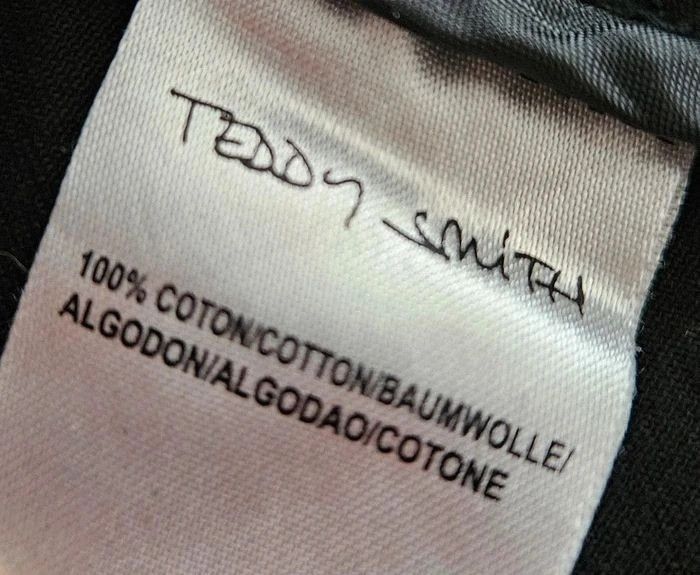 TEDDY SMITH
100% COTON/COTTON/BAUMWOLLE/
ALGODON/ALGODAO/COTONE